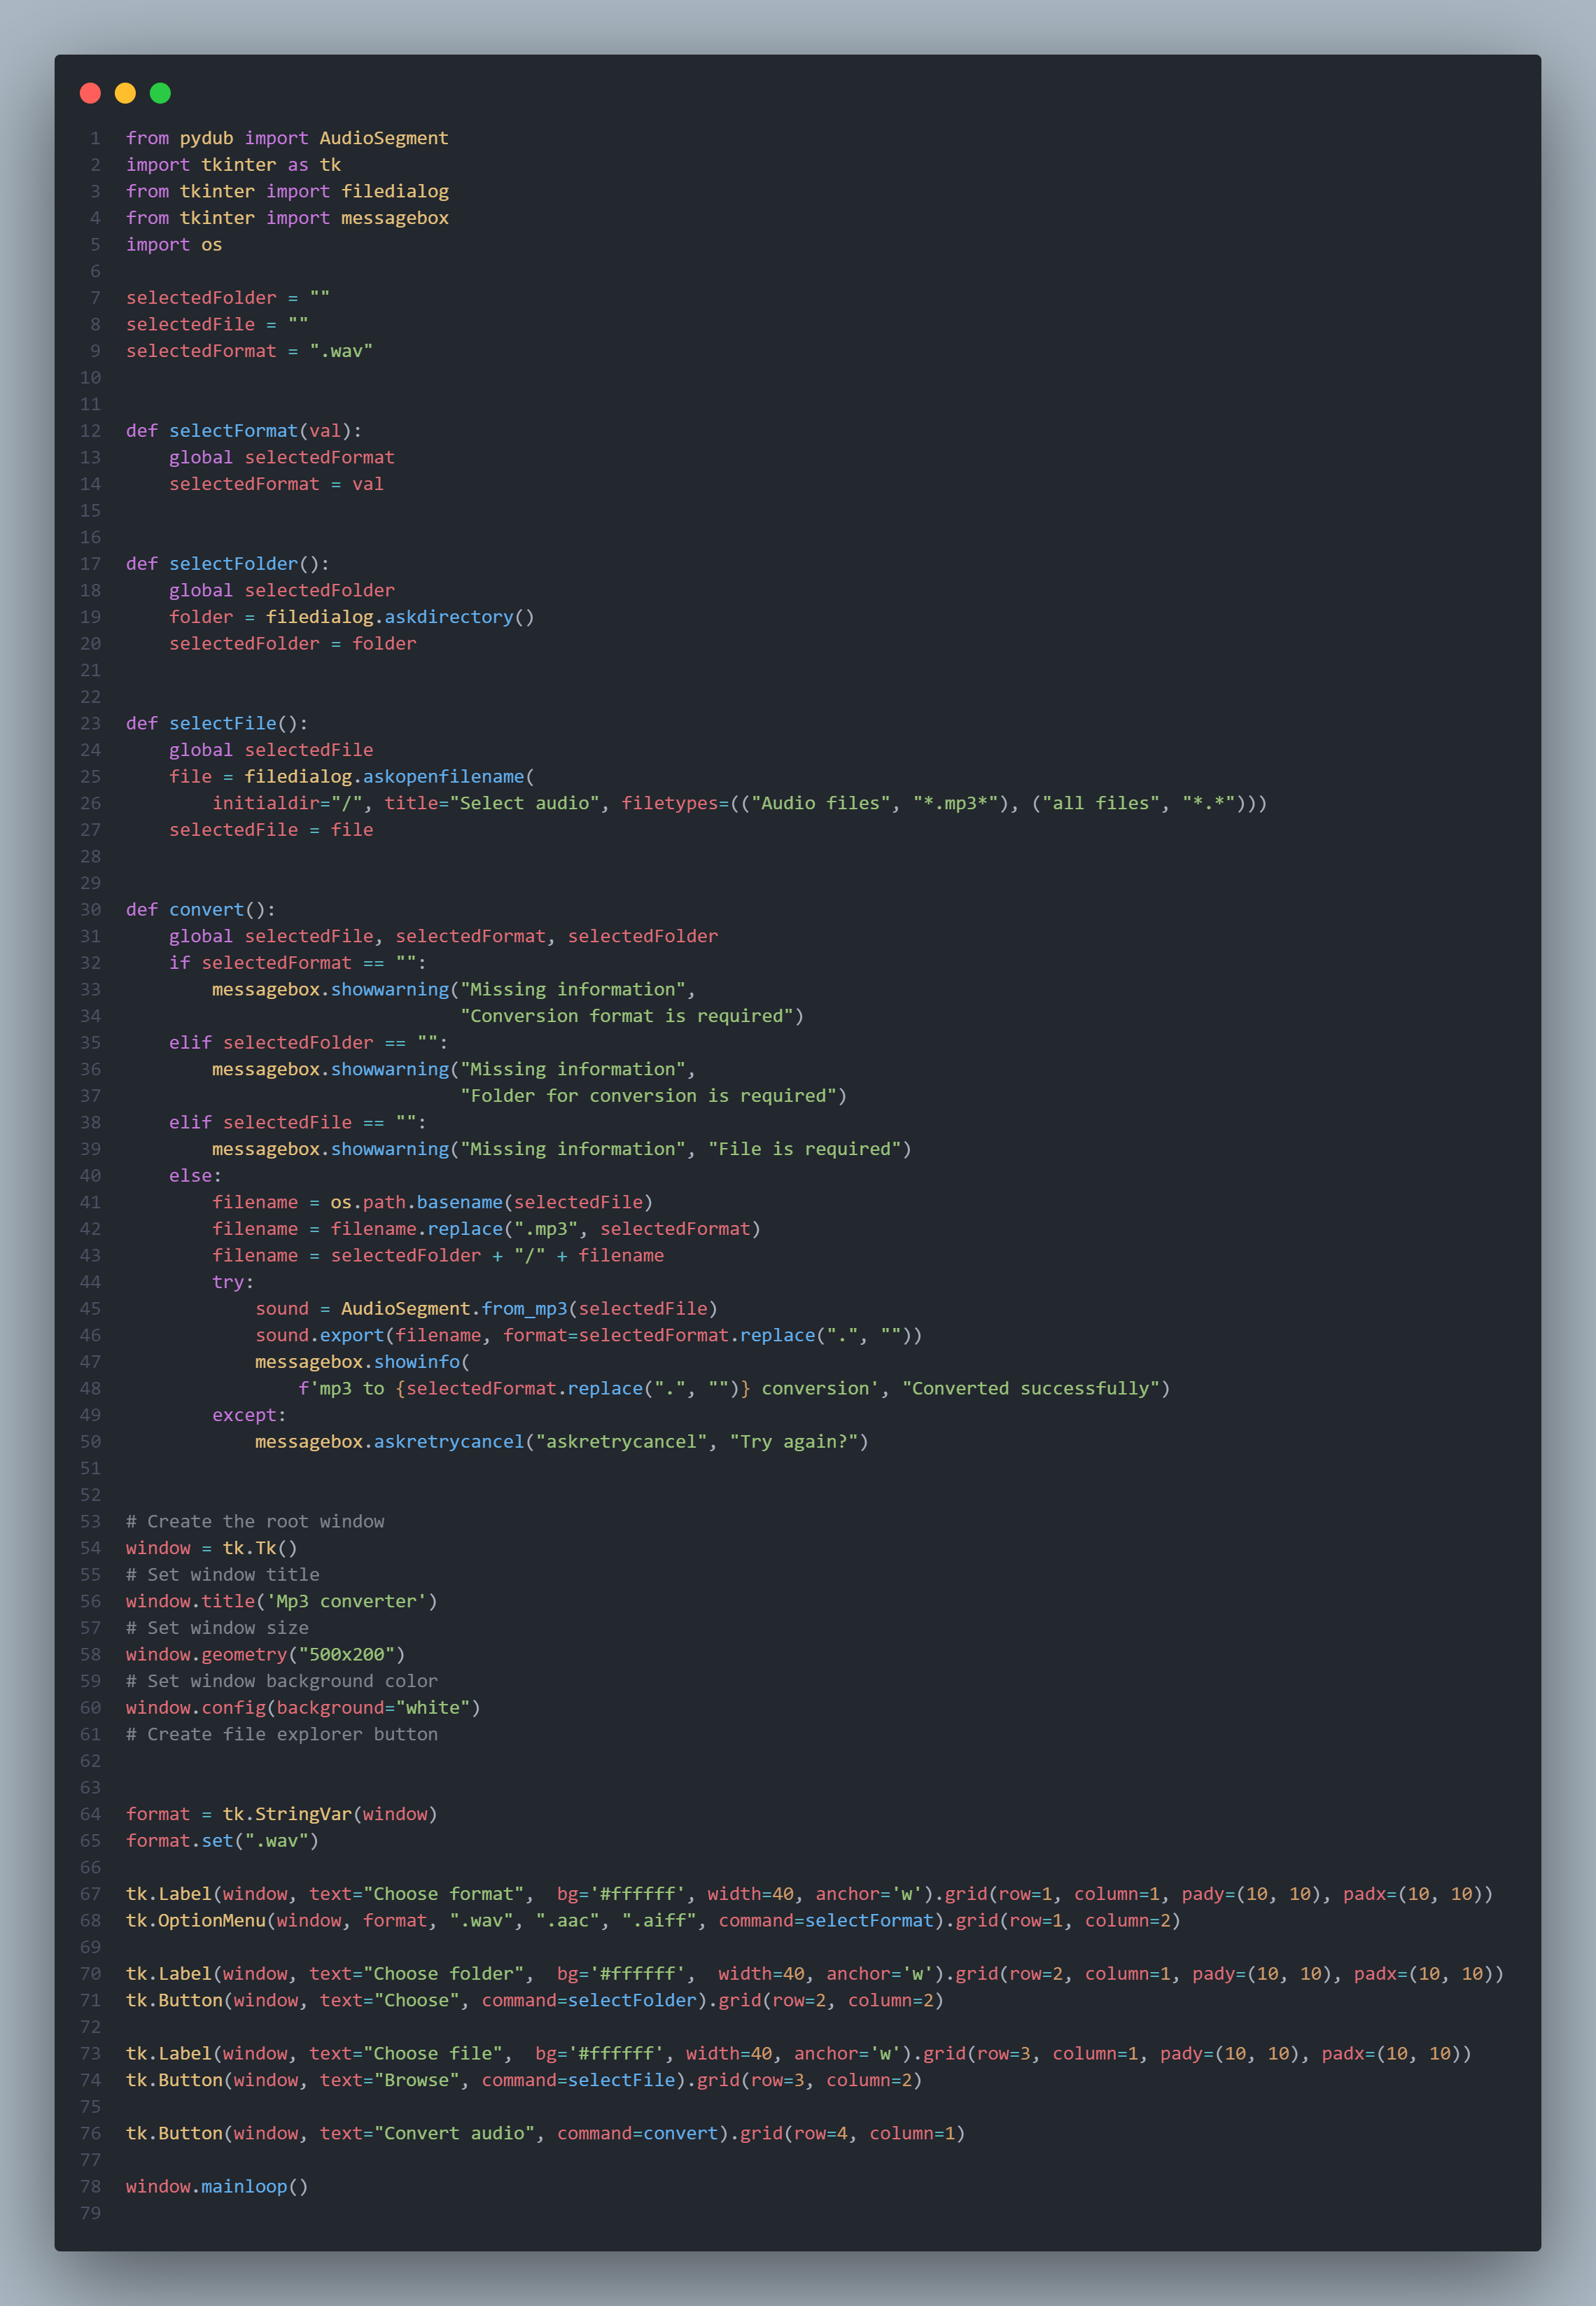 1 from pydub import AudioSegment
2 import tkinter as tk
3 from tkinter import filedialog
4 from tkinter import messagebox
5 import os
6
7 selectedFolder = ""
8 selectedFile = ""
9 selectedFormat = ".wav"
10
11
12 def selectFormat(val):
13     global selectedFormat
14     selectedFormat = val
15
16
17 def selectFolder():
18     global selectedFolder
19     folder = filedialog.askdirectory()
20     selectedFolder = folder
21
22
23 def selectFile():
24     global selectedFile
25     file = filedialog.askopenfilename(
26         initialdir="/", title="Select audio", filetypes=(("Audio files", "*.mp3*"), ("all files", "*.*")))
27     selectedFile = file
28
29
30 def convert():
31     global selectedFile, selectedFormat, selectedFolder
32     if selectedFormat == "":
33         messagebox.showwarning("Missing information",
34                                "Conversion format is required")
35     elif selectedFolder == "":
36         messagebox.showwarning("Missing information",
37                                "Folder for conversion is required")
38     elif selectedFile == "":
39         messagebox.showwarning("Missing information", "File is required")
40     else:
41         filename = os.path.basename(selectedFile)
42         filename = filename.replace(".mp3", selectedFormat)
43         filename = selectedFolder + "/" + filename
44         try:
45             sound = AudioSegment.from_mp3(selectedFile)
46             sound.export(filename, format=selectedFormat.replace(".", ""))
47             messagebox.showinfo(
48                 f'mp3 to {selectedFormat.replace(".", "")} conversion', "Converted successfully")
49         except:
50             messagebox.askretrycancel("askretrycancel", "Try again?")
51
52
53 # Create the root window
54 window = tk.Tk()
55 # Set window title
56 window.title('Mp3 converter')
57 # Set window size
58 window.geometry("500x200")
59 # Set window background color
60 window.config(background="white")
61 # Create file explorer button
62
63
64 format = tk.StringVar(window)
65 format.set(".wav")
66
67 tk.Label(window, text="Choose format",  bg='#ffffff', width=40, anchor='w').grid(row=1, column=1, pady=(10, 10), padx=(10, 10))
68 tk.OptionMenu(window, format, ".wav", ".aac", ".aiff", command=selectFormat).grid(row=1, column=2)
69
70 tk.Label(window, text="Choose folder",  bg='#ffffff',  width=40, anchor='w').grid(row=2, column=1, pady=(10, 10), padx=(10, 10))
71 tk.Button(window, text="Choose", command=selectFolder).grid(row=2, column=2)
72
73 tk.Label(window, text="Choose file",  bg='#ffffff', width=40, anchor='w').grid(row=3, column=1, pady=(10, 10), padx=(10, 10))
74 tk.Button(window, text="Browse", command=selectFile).grid(row=3, column=2)
75
76 tk.Button(window, text="Convert audio", command=convert).grid(row=4, column=1)
77
78 window.mainloop()
79